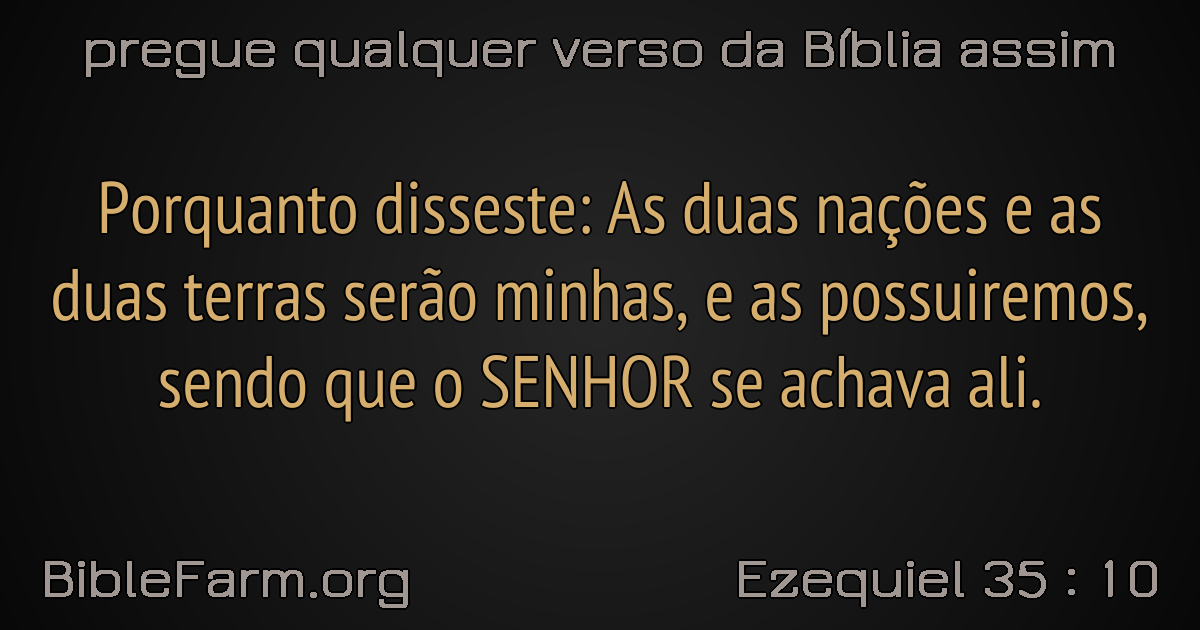 pregue qualquer verso da Bíblia assim
Porquanto disseste: As duas nações e as
duas terras serão minhas, e as possuiremos,
sendo que o SENHOR se achava ali.
BibleFarm.org
Ezequiel 35 : 10